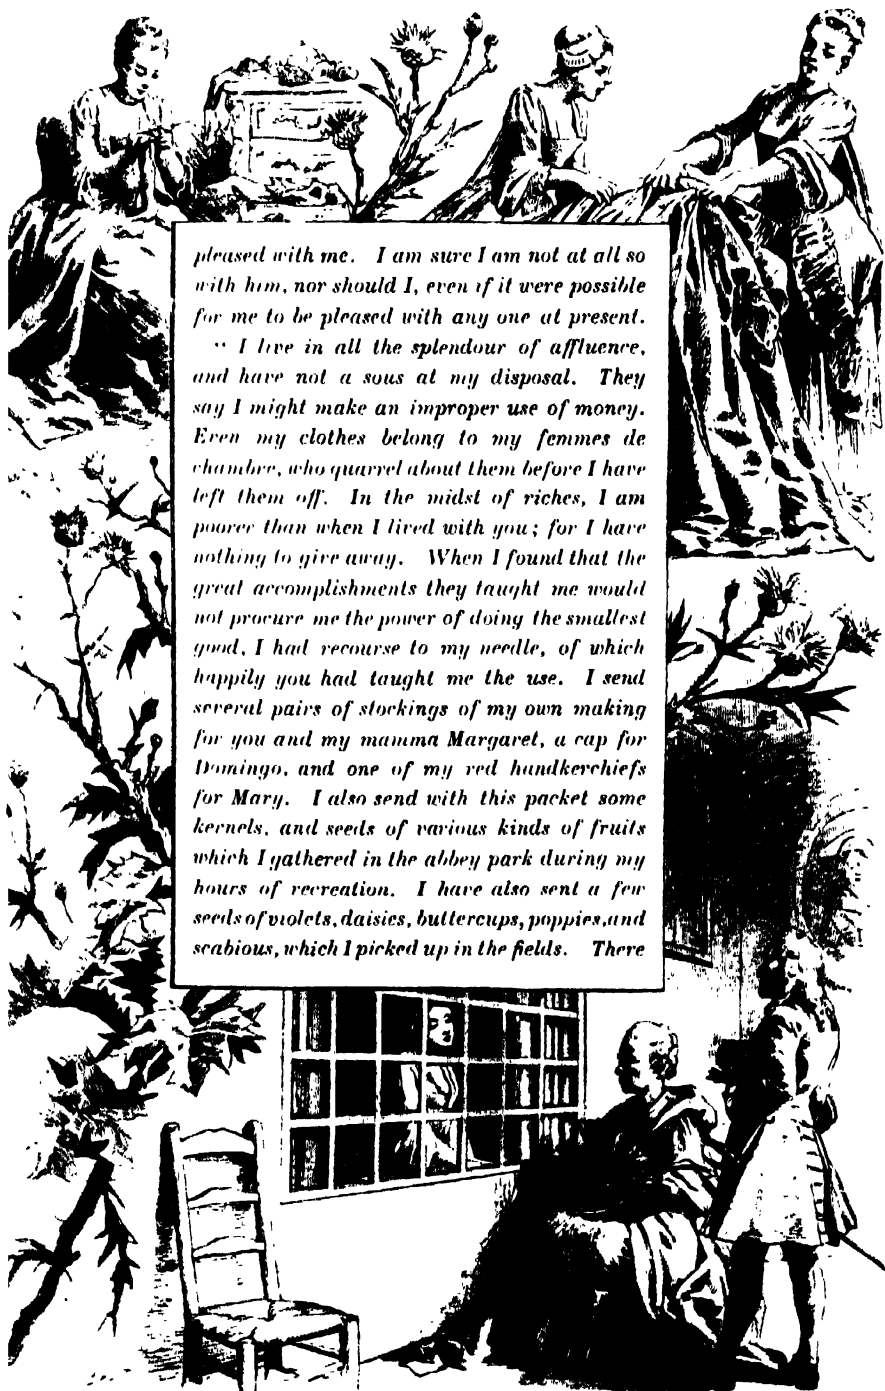 pleased with me. I am sure I am not at all so
with him, nor should I, even if it were possible
for me to be pleased with any one at present.
" I live in all the splendour of affluence,
and have not a sous at my disposal. They
say I might make an improper use of money.
Even my clothes belong to my femmes de
chambre, who quarrel about them before I have
left them off. In the midst of riches, I am
poorer than when I lived with you; for I have
nothing to give away. When I found that the
great accomplishments they taught me would
not procure me the power of doing the smallest
good, I had recourse to my needle, of which
happily you had taught me the use. I send
several pairs of stockings of my own making
for you and my mamma Margaret, a cap for
Domingo, and one of my red handkerchiefs
for Mary. I also send with this packet some
kernels, and seeds of various kinds of fruits
which I gathered in the abbey park during my
hours of recreation. I have also sent a few
seeds of violets, daisies, buttercups, poppies, and
scabious, which I picked up in the fields. There